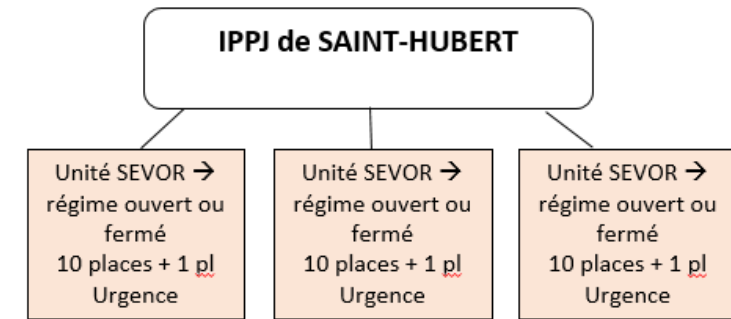 IPPJ de SAINT-HUBERT
Unité SEVOR →
régime ouvert ou
fermé
10 places + 1 pl
Urgence
Unité SEVOR →
régime ouvert ou
fermé
10 places + 1 pl
Urgence
Unité SEVOR →
régime ouvert ou
fermé
10 places + 1 pl
Urgence